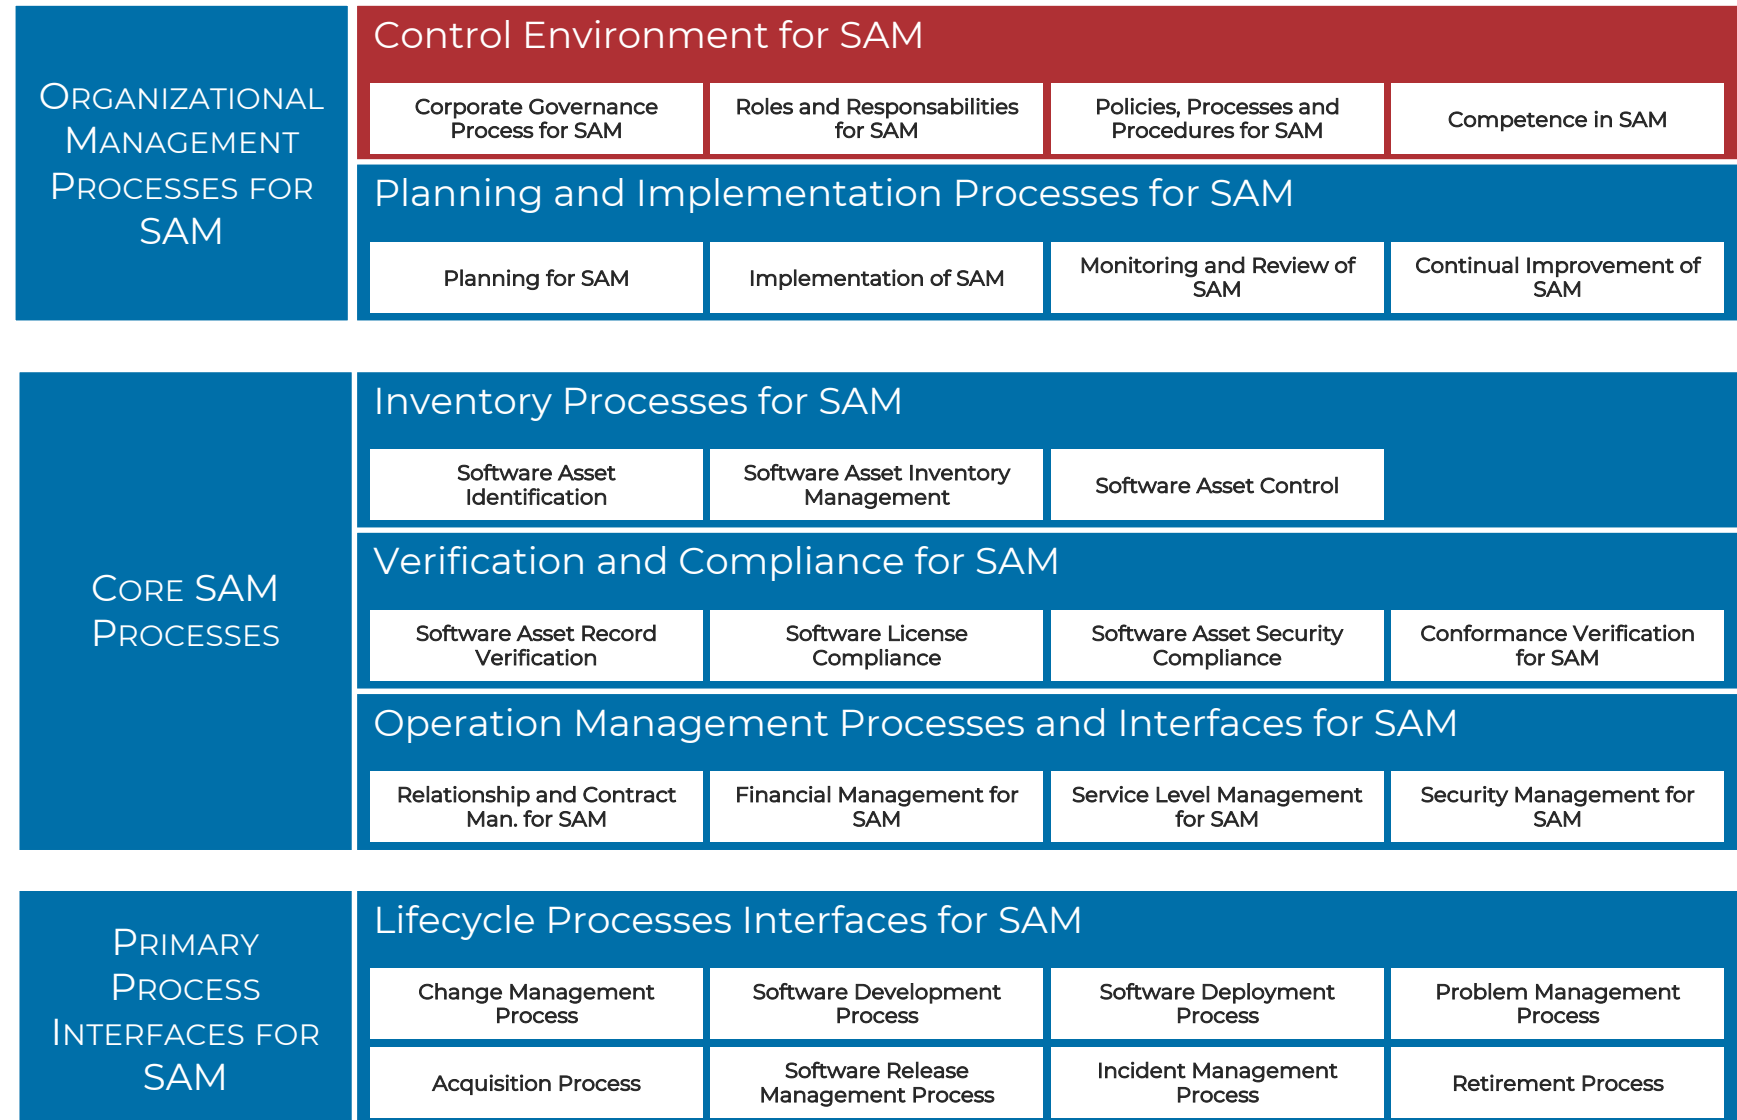 ORGANIZATIONAL
MANAGEMENT
PROCESSES FOR
SAM
Control Environment for SAM
Corporate Governance
Process for SAM
Roles and Responsabilities
for SAM
Policies, Processes and
Procedures for SAM
Competence in SAM
Planning and Implementation Processes for SAM
Planning for SAM
Implementation of SAM
Monitoring and Review of
SAM
Continual Improvement of
SAM
CORE SAM
PROCESSES
Inventory Processes for SAM
Software Asset
Identification
Software Asset Inventory
Management
Software Asset Control
Verification and Compliance for SAM
Software Asset Record
Verification
Software License
Compliance
Software Asset Security
Compliance
Conformance Verification
for SAM
Operation Management Processes and Interfaces for SAM
Relationship and Contract
Man. for SAM
Financial Management for
SAM
Service Level Management
for SAM
Security Management for
SAM
PRIMARY
PROCESS
INTERFACES FOR
SAM
Lifecycle Processes Interfaces for SAM
Change Management
Process
Software Development
Process
Software Deployment
Process
Problem Management
Process
Acquisition Process
Software Release
Management Process
Incident Management
Process
Retirement Process